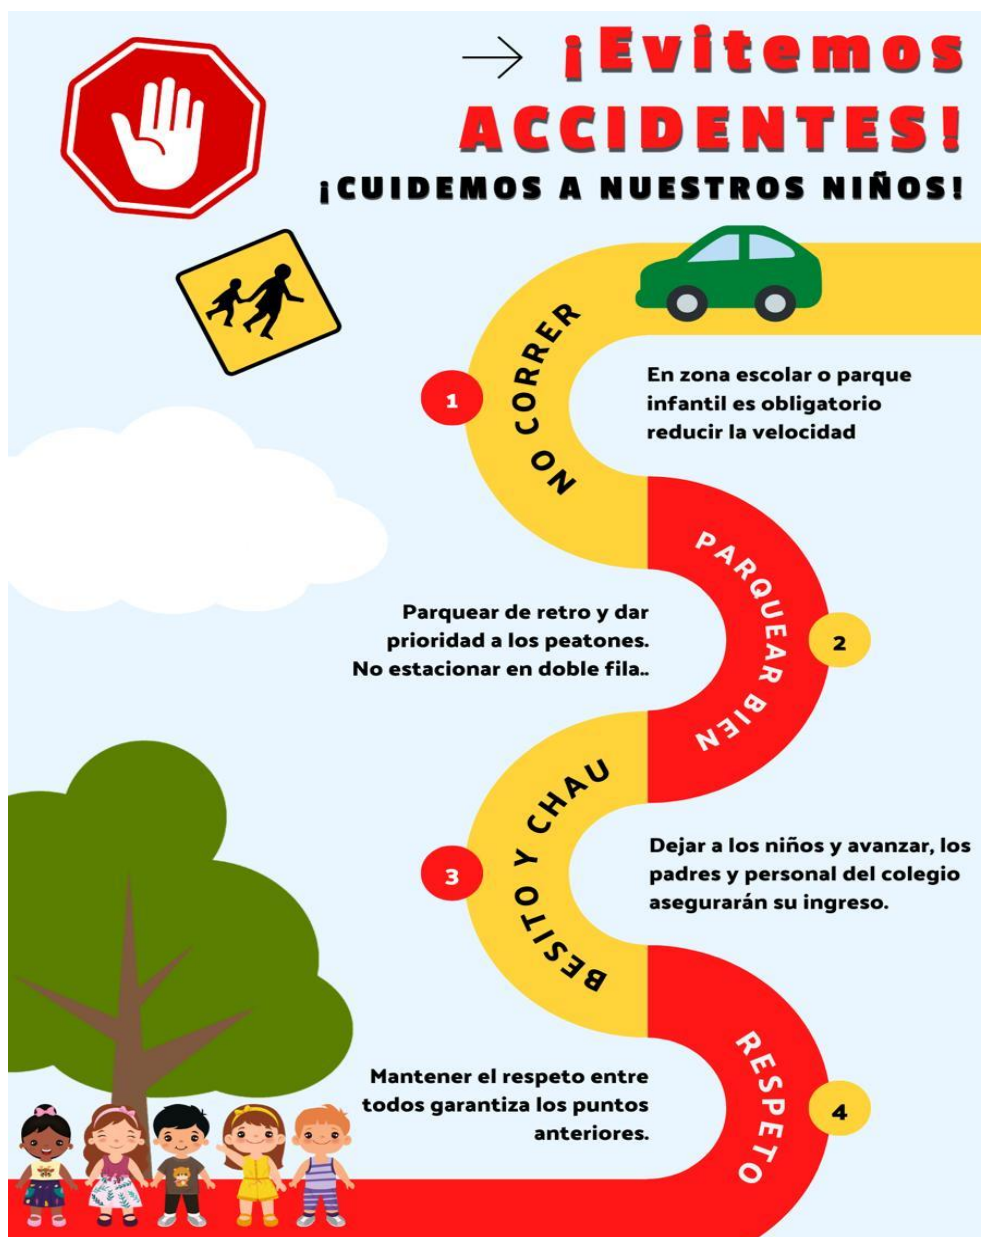 ¡Evitemos
ACCIDENTES!
¡CUIDEMOS A NUESTROS NIÑOS!
NO CORRER
1
En zona escolar o parque
infantil es obligatorio
reducir la velocidad
PARQUEAR BIEN
2
Parquear de retro y dar
prioridad a los peatones.
No estacionar en doble fila..
BESITO Y CHAU
3
Dejar a los niños y avanzar, los
padres y personal del colegio
asegurarán su ingreso.
RESPETO
4
Mantener el respeto entre
todos garantiza los puntos
anteriores.